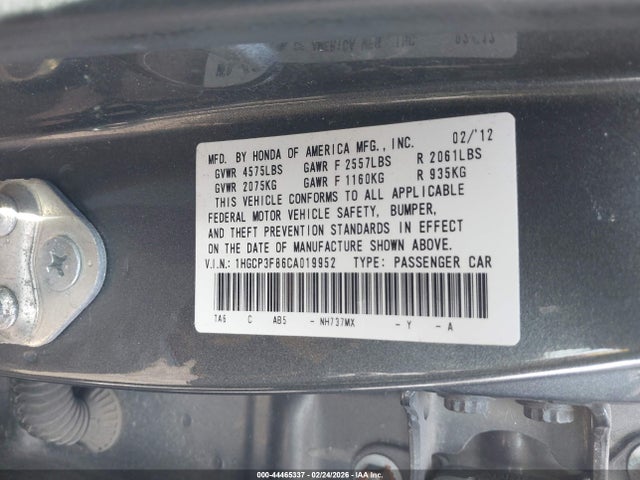 MFD. BY HONDA OF AMERICA MFG., INC. 02/'12
GVWR 4575LBS GAWR F 2557LBS R 2061LBS
GVWR 2075KG GAWR F 1160KG R 935KG
THIS VEHICLE CONFORMS TO ALL APPLICABLE
FEDERAL MOTOR VEHICLE SAFETY, BUMPER,
AND THEFT PREVENTION STANDARDS IN EFFECT
ON THE DATE OF MANUFACTURE SHOWN ABOVE.
V.I.N.: 1HGCP3F86CA019952 TYPE: PASSENGER CAR
TA6 C AB5 - NH737MX - Y - A
000-44465337 - 02/24/2026 - Copart, Inc.